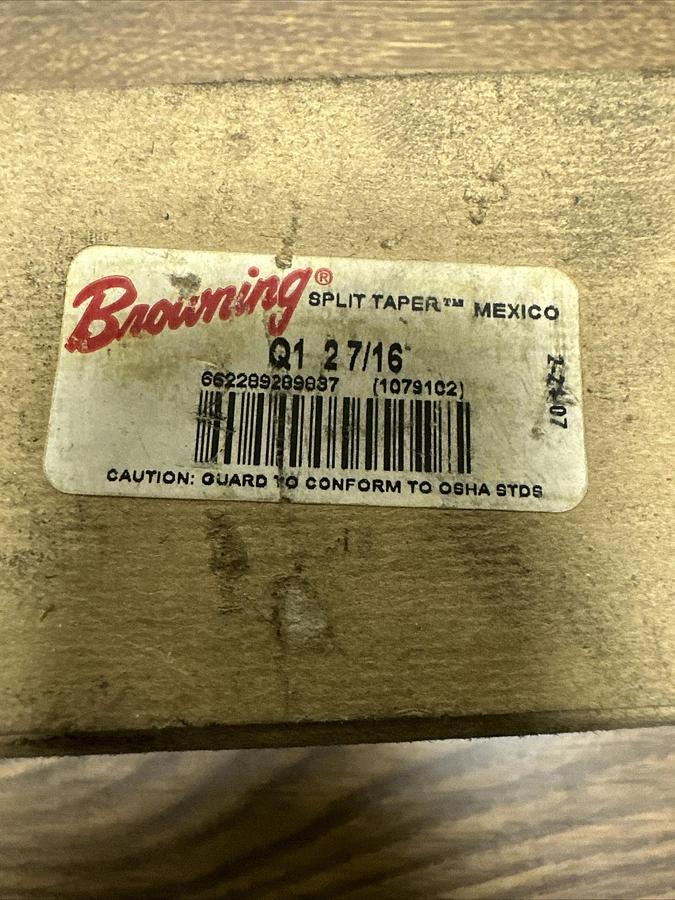 Browning® SPLIT TAPER™ MEXICO
Q1 2 7/16
662289289837 (1079102)
CAUTION: GUARD TO CONFORM TO OSHA STDS